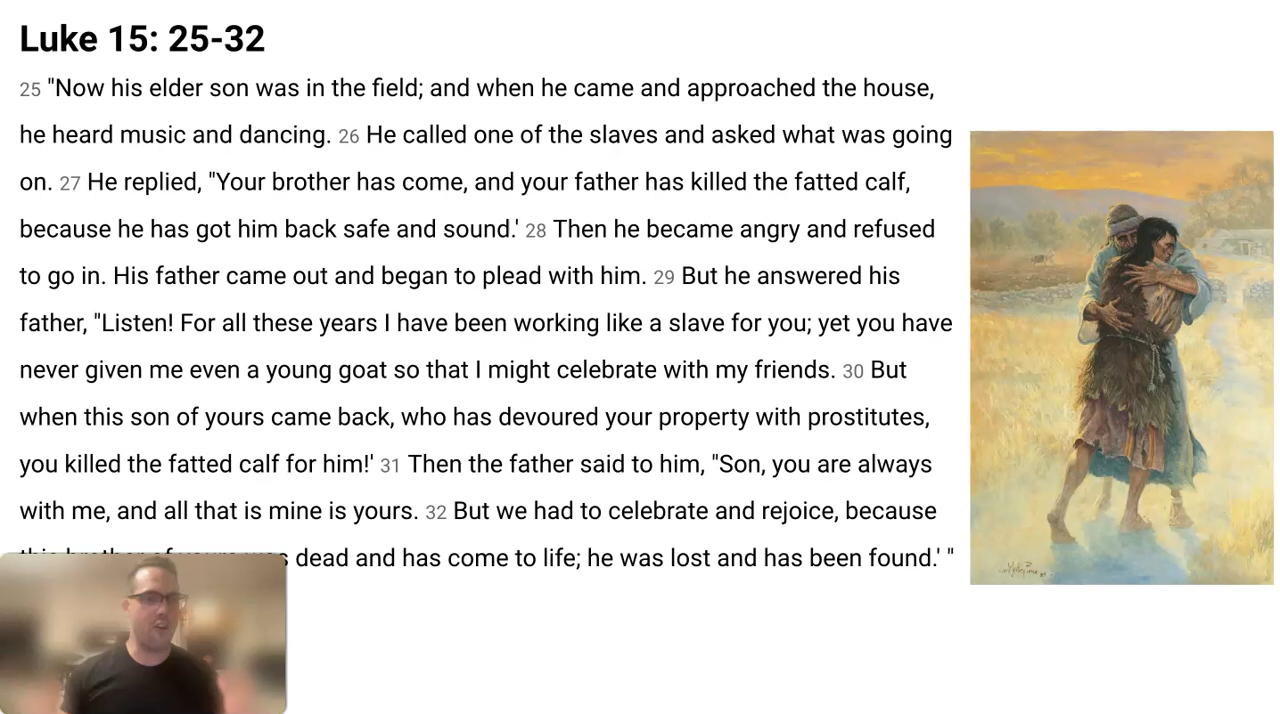 Luke 15: 25-32
25 "Now his elder son was in the field; and when he came and approached the house,
he heard music and dancing. 26 He called one of the slaves and asked what was going
on. 27 He replied, "Your brother has come, and your father has killed the fatted calf,
because he has got him back safe and sound.' 28 Then he became angry and refused
to go in. His father came out and began to plead with him. 29 But he answered his
father, "Listen! For all these years I have been working like a slave for you; yet you have
never given me even a young goat so that I might celebrate with my friends. 30 But
when this son of yours came back, who has devoured your property with prostitutes,
you killed the fatted calf for him!' 31 Then the father said to him, "Son, you are always
with me, and all that is mine is yours. 32 But we had to celebrate and rejoice, because
this brother of yours was dead and has come to life; he was lost and has been found.' "